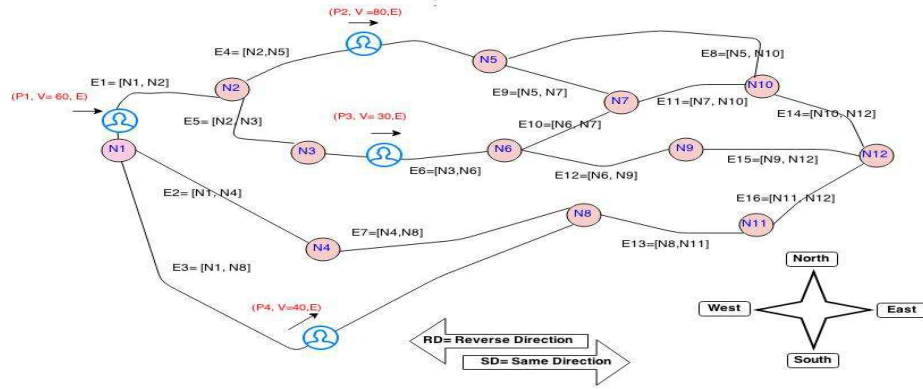 (P2, V =80,E)
E4= [N2,N5]
N5
E8=[N5, N10]
E1= [N1, N2]
N2
E9=[N5, N7]
N10
(P1, V= 60, E)
N7
E11=[N7, N10]
E5= [N2, N3]
(P3, V= 30,E)
E10=[N6, N7]
E14=[N10, N12]
N1
N3
N6
N9
N12
E6=[N3,N6]
E15=[N9, N12]
E12=[N6, N9]
E2= [N1, N4]
E16=[N11, N12]
N8
N11
E7=[N4,N8]
N4
E13=[N8,N11]
E3= [N1, N8]
North
(P4, V=40,E)
West
East
RD= Reverse Direction
SD= Same Direction
South